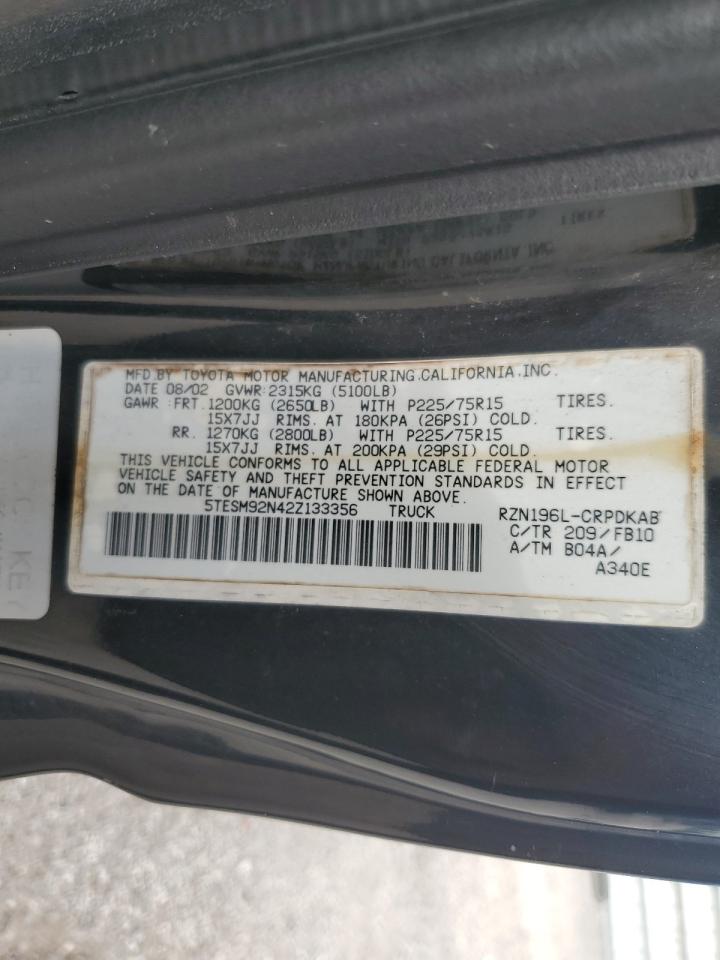 MFD.BY TOYOTA MOTOR MANUFACTURING.CALIFORNIA.INC.
DATE 08/02 GVWR:2315KG (5100LB)
GAWR: FRT. 1200KG (2650LB) WITH P225/75R15 TIRES.
15X7JJ RIMS. AT 180KPA (26PSI) COLD.
RR. 1270KG (2800LB) WITH P225/75R15 TIRES.
15X7JJ RIMS. AT 200KPA (29PSI) COLD.
THIS VEHICLE CONFORMS TO ALL APPLICABLE FEDERAL MOTOR
VEHICLE SAFETY AND THEFT PREVENTION STANDARDS IN EFFECT
ON THE DATE OF MANUFACTURE SHOWN ABOVE.
5TESM92N42Z133356 TRUCK RZN196L-CRPDKAB
C/TR 209/FB10
A/TM B04A/
A340E